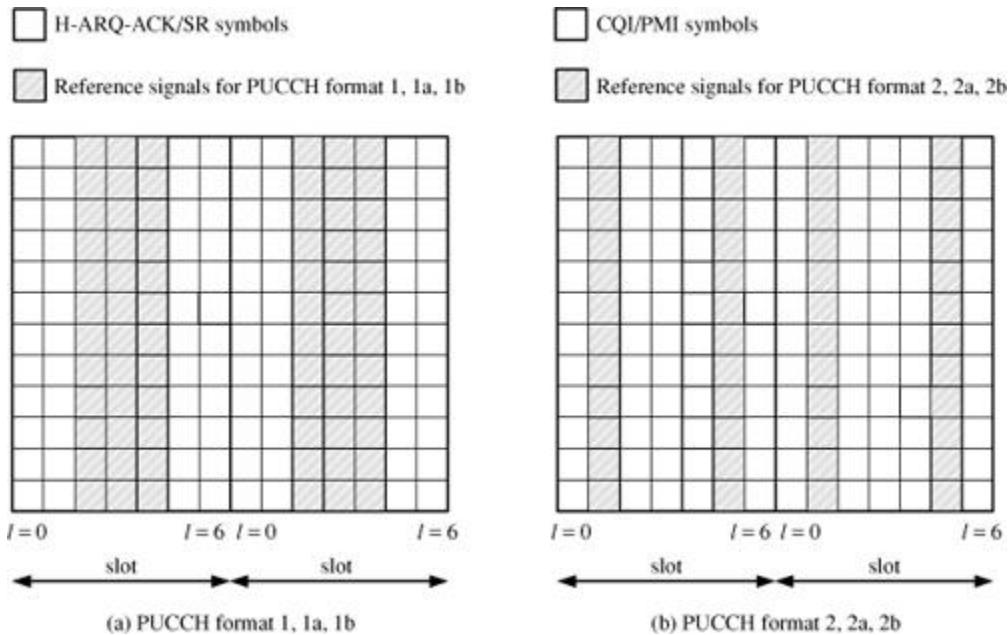 H-ARQ-ACK/SR symbols
Reference signals for PUCCH format 1, 1a, 1b
l = 0
l = 6
l = 0
l = 6
slot
slot
(a) PUCCH format 1, 1a, 1b
CQI/PMI symbols
Reference signals for PUCCH format 2, 2a, 2b
l = 0
l = 6
l = 0
l = 6
slot
slot
(b) PUCCH format 2, 2a, 2b